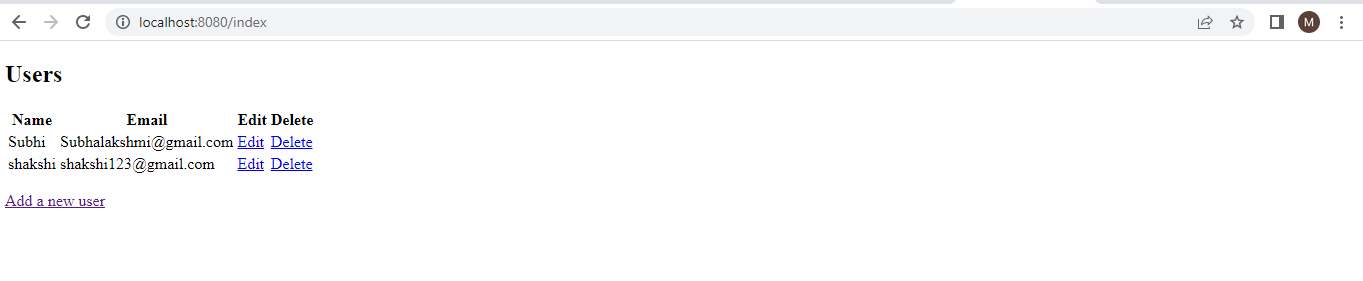 localhost:8080/index
M
Users
Name Email Edit Delete
Subhi Subhalakshmi@gmail.com Edit Delete
shakshi shakshi123@gmail.com Edit Delete
Add a new user